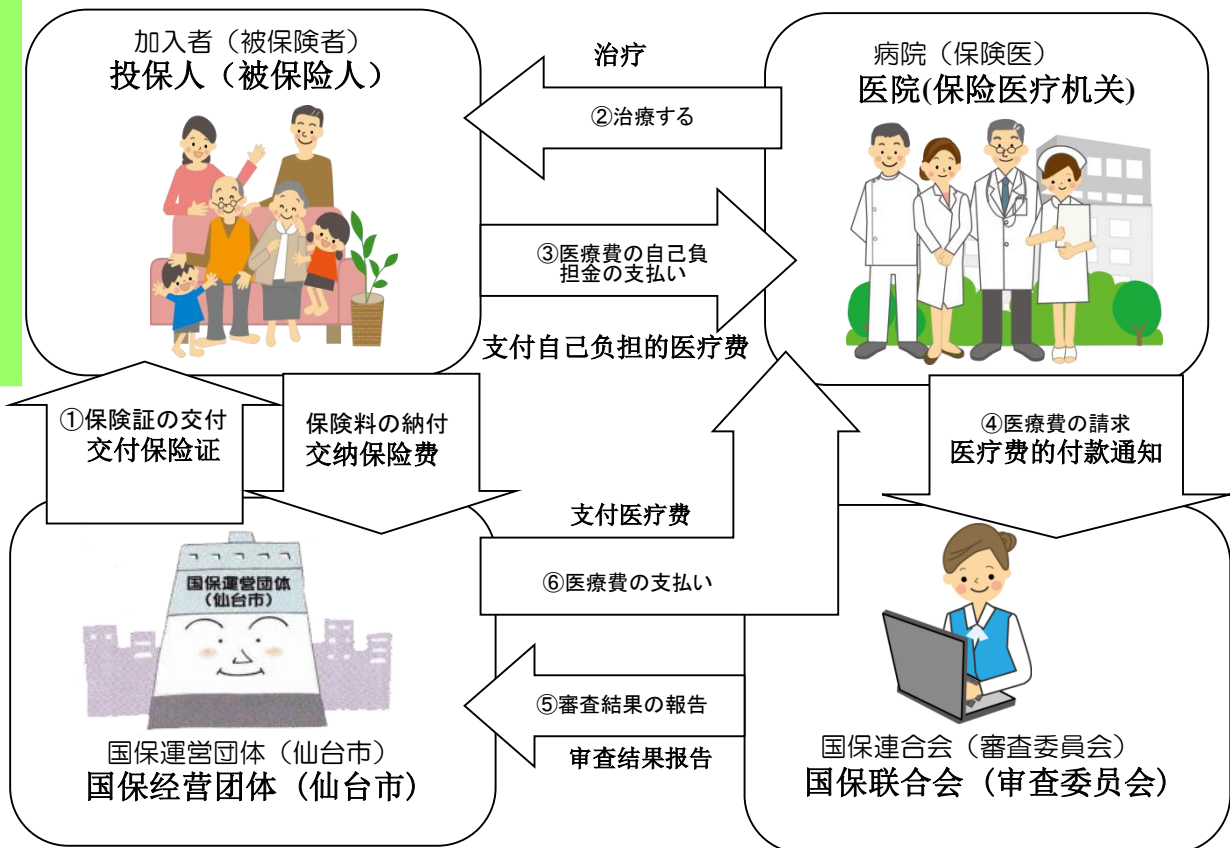 加入者（被保険者）
投保人（被保险人）
治疗
②治療する
病院（保険医）
医院(保险医疗机关)
③医療費の自己負
担金の支払い
支付自己负担的医疗费
①保険証の交付
交付保险证
保険料の納付
交纳保险费
④医療費の請求
医疗费的付款通知
支付医疗费
⑥医療費の支払い
国保運営団体
（仙台市）
⑤審査結果の報告
审查结果报告
国保運営団体（仙台市）
国保经营团体（仙台市）
国保連合会（審査委員会）
国保联合会（审查委员会）